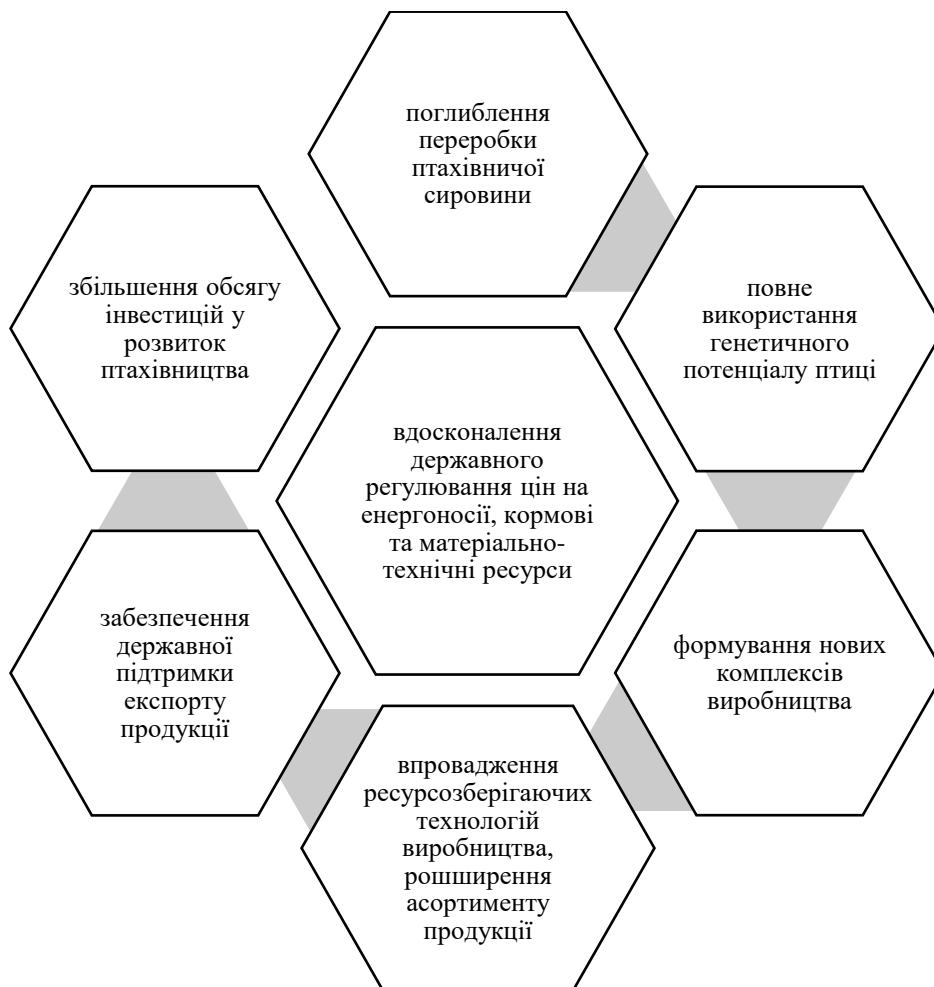 поглиблення
переробки
птахівничої
сировини
збільшення обсягу
інвестицій у
розвиток
птахівництва
повне
використання
генетичного
потенціалу птиці
вдосконалення
державного
регулювання цін на
енергоносії, кормові
та матеріально-
технічні ресурси
забезпечення
державної
підтримки
експорту
продукції
формування нових
комплексів
виробництва
впровадження
ресурсозберігаючих
технологій
виробництва,
рошширення
асортименту
продукції